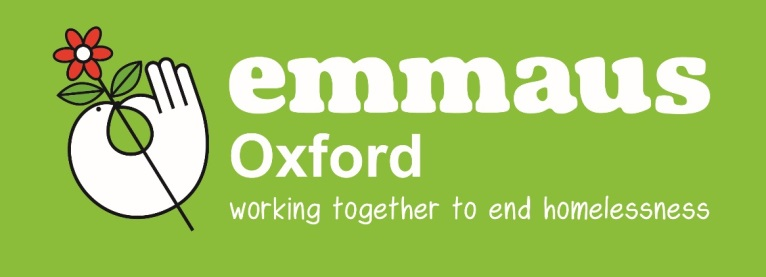 emmaus
Oxford
working together to end homelessness